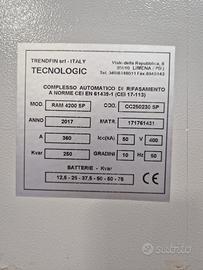 TRENDFIN srl - ITALY
TECNOLOGIC
Viale della Repubblica, 8
35010 LIMENA - PD
COMPLESSO AUTOMATICO DI RIFASAMENTO
A NORME CEI EN 61439-1 (CEI 17-113)
MOD. RAM 4200 SP COD. CC250230 SP
ANNO 2017 MATR. 171761431
A 360 Icc(kA) 50 V 400
Kvar 250 GRADINI 10 Hz 50
BATTERIE - Kvar
12,5 - 25 - 37,5 - 50 - 50 - 75
subito